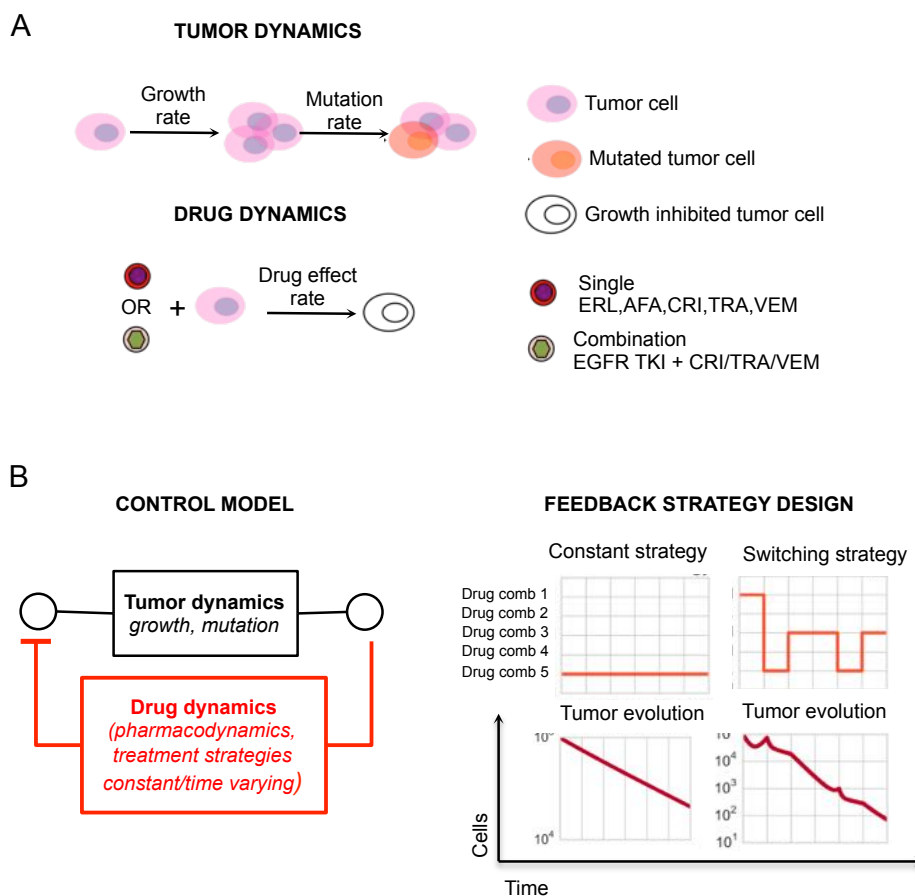 A
TUMOR DYNAMICS
Growth
rate
Mutation
rate
Tumor cell
Mutated tumor cell
Growth inhibited tumor cell
DRUG DYNAMICS
OR
+
Drug effect
rate
Single
ERL,AFA,CRI,TRA,VEM
Combination
EGFR TKI + CRI/TRA/VEM
B
CONTROL MODEL
Tumor dynamics
growth, mutation
Drug dynamics
(pharmacodynamics,
treatment strategies
constant/time varying)
FEEDBACK STRATEGY DESIGN
Constant strategy
Switching strategy
Drug comb 1
Drug comb 2
Drug comb 3
Drug comb 4
Drug comb 5
Tumor evolution
Tumor evolution
10⁴
10⁴
10³
10²
10¹
Cells
Time